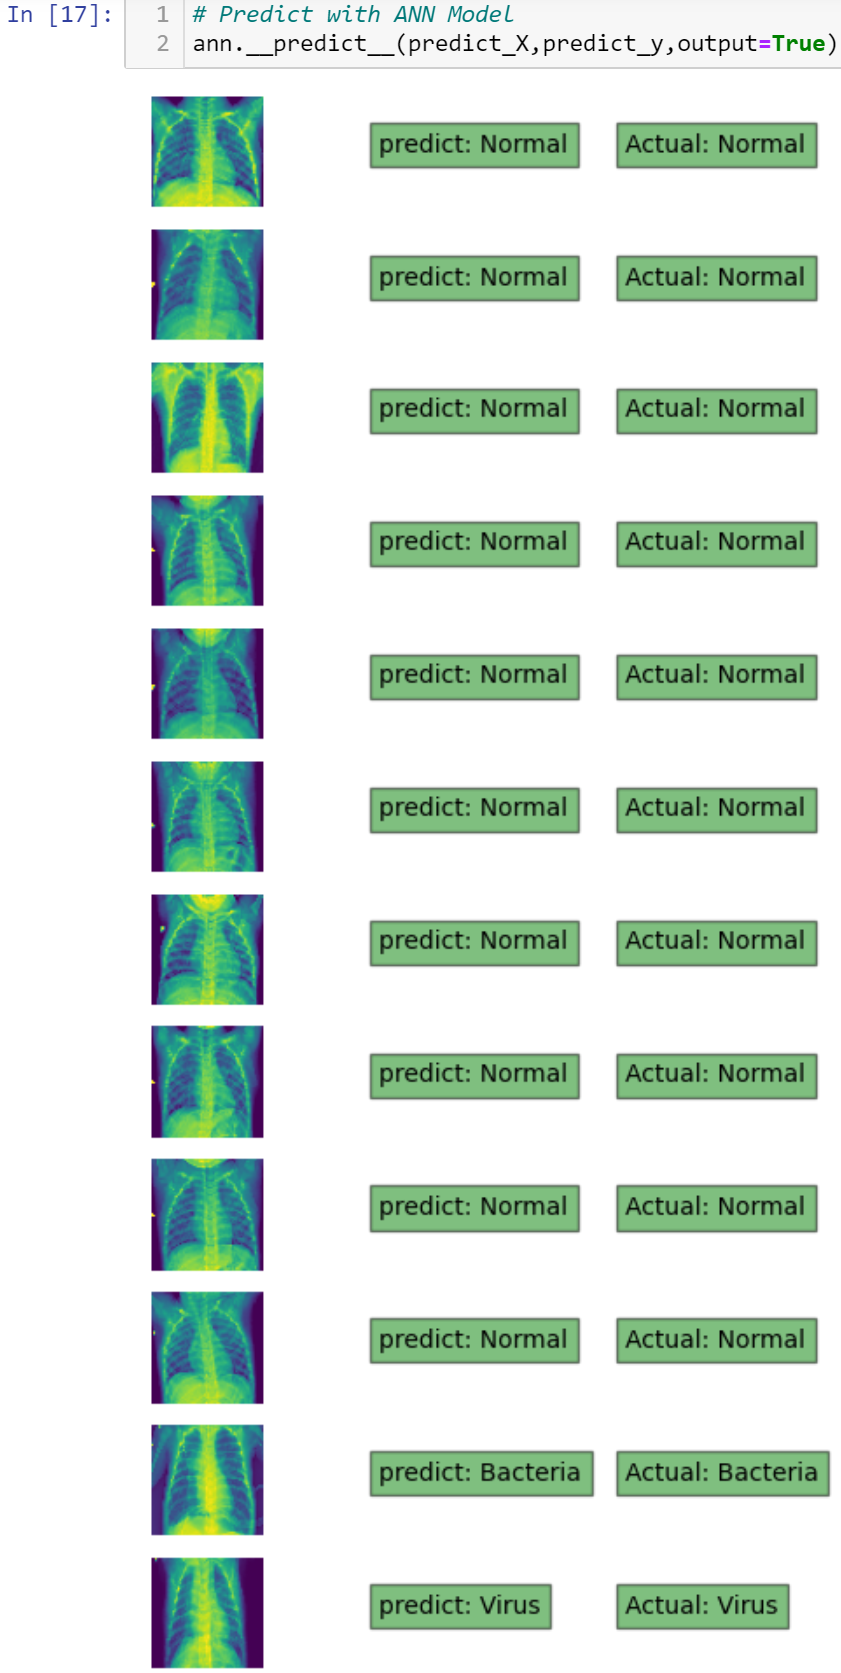 In [17]:
1 # Predict with ANN Model
2 ann.__predict__(predict_X,predict_y,output=True)
predict: Normal Actual: Normal
predict: Normal Actual: Normal
predict: Normal Actual: Normal
predict: Normal Actual: Normal
predict: Normal Actual: Normal
predict: Normal Actual: Normal
predict: Normal Actual: Normal
predict: Normal Actual: Normal
predict: Normal Actual: Normal
predict: Normal Actual: Normal
predict: Bacteria Actual: Bacteria
predict: Virus Actual: Virus